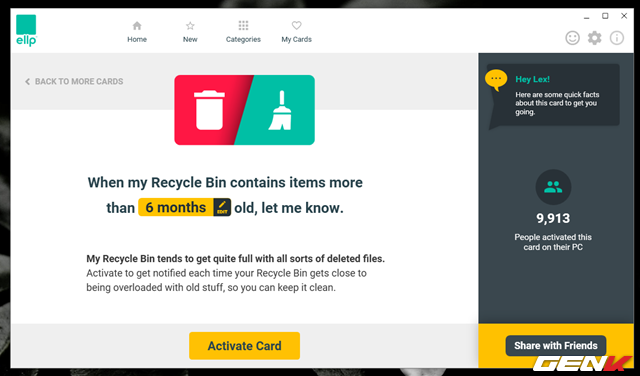 ellp
Home
New
Categories
My Cards
BACK TO MORE CARDS
When my Recycle Bin contains items more
than 6 months EDIT old, let me know.
My Recycle Bin tends to get quite full with all sorts of deleted files.
Activate to get notified each time your Recycle Bin gets close to
being overloaded with old stuff, so you can keep it clean.
Activate Card
Hey Lex!
Here are some quick facts
about this card to get you
going.
9,913
People activated this
card on their PC
Share with Friends
GENK